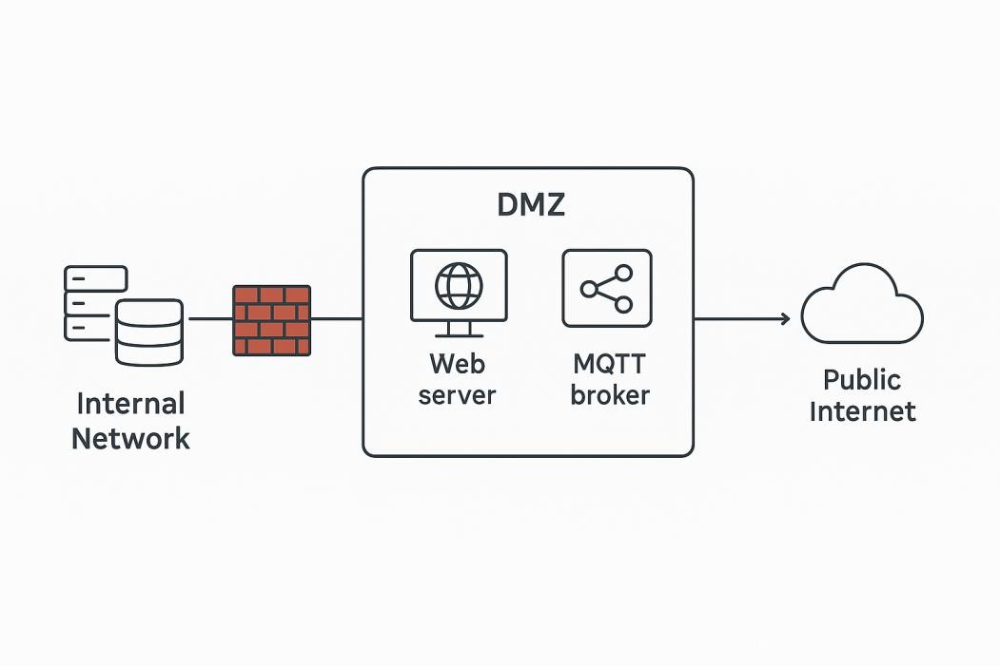 DMZ
Web
server
MQTT
broker
Internal
Network
Public
Internet